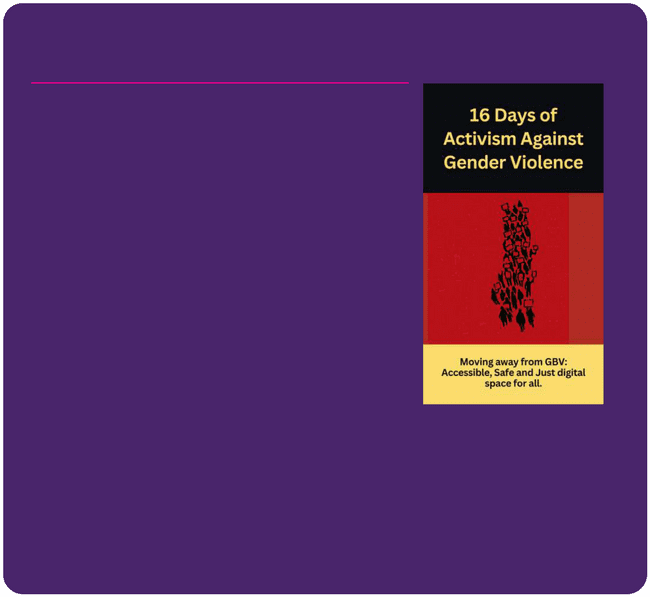 16 Days of
Activism Against
Gender Violence
Moving away from GBV:
Accessible, Safe and Just digital
space for all.